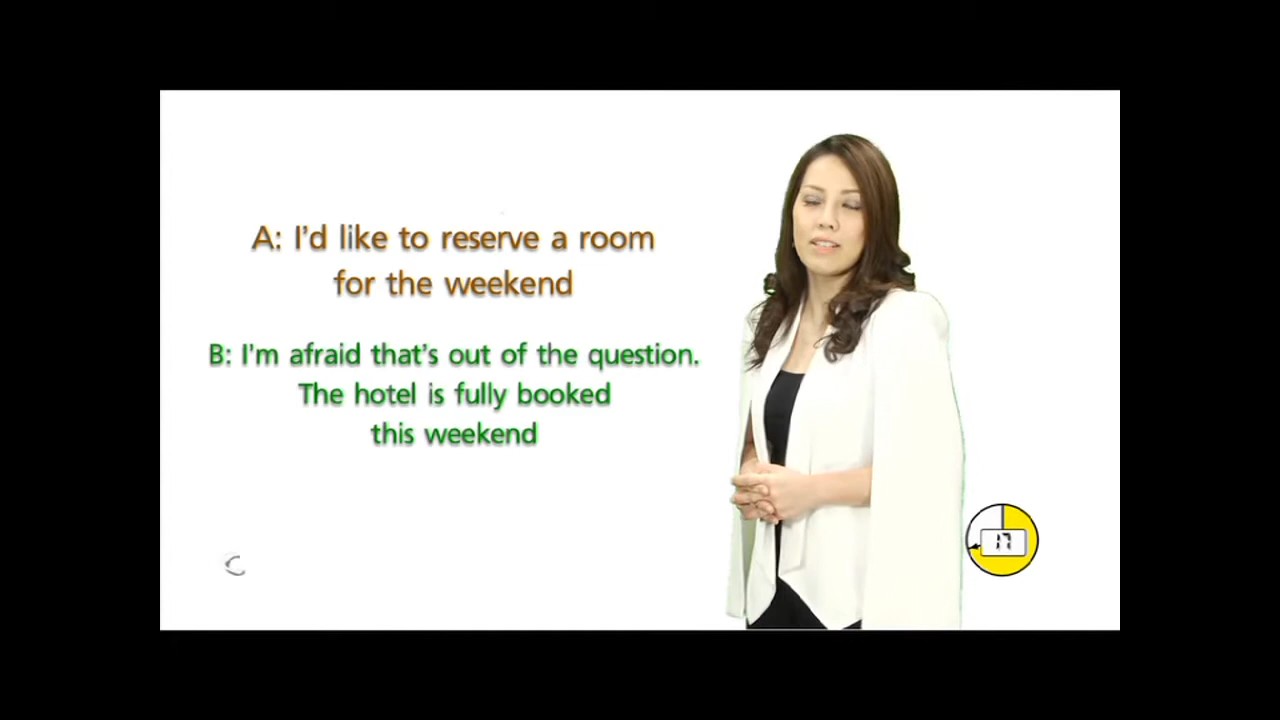 A: I'd like to reserve a room
for the weekend
B: I'm afraid that's out of the question.
The hotel is fully booked
this weekend
17